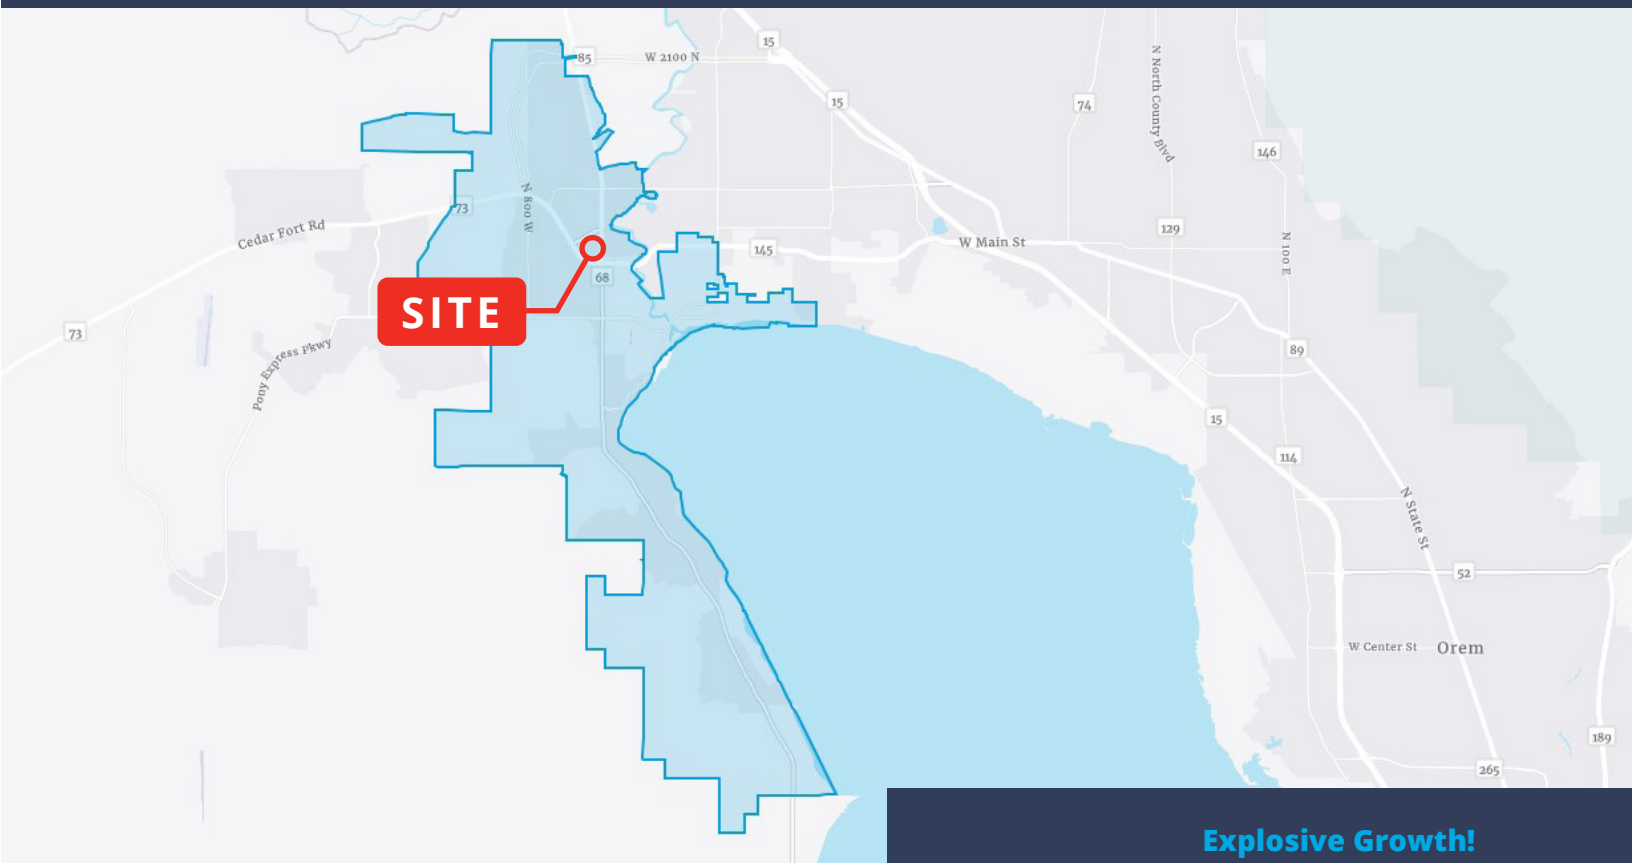 15
85
W 2100 N
15
74
N North County Blvd
146
73
N 800 W
Cedar Fort Rd
129
145
W Main St
N 100 E
68
SITE
73
Pony Express Pkwy
89
15
114
N State St
52
W Center St
Orem
189
265
Explosive Growth!